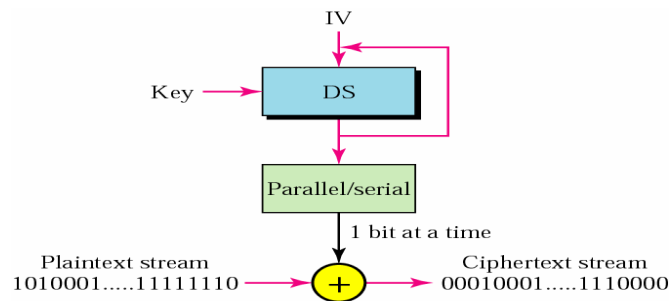 IV
Key
DS
Parallel/serial
1 bit at a time
Plaintext stream
1010001.....11111110
+
Ciphertext stream
00010001.....1110000